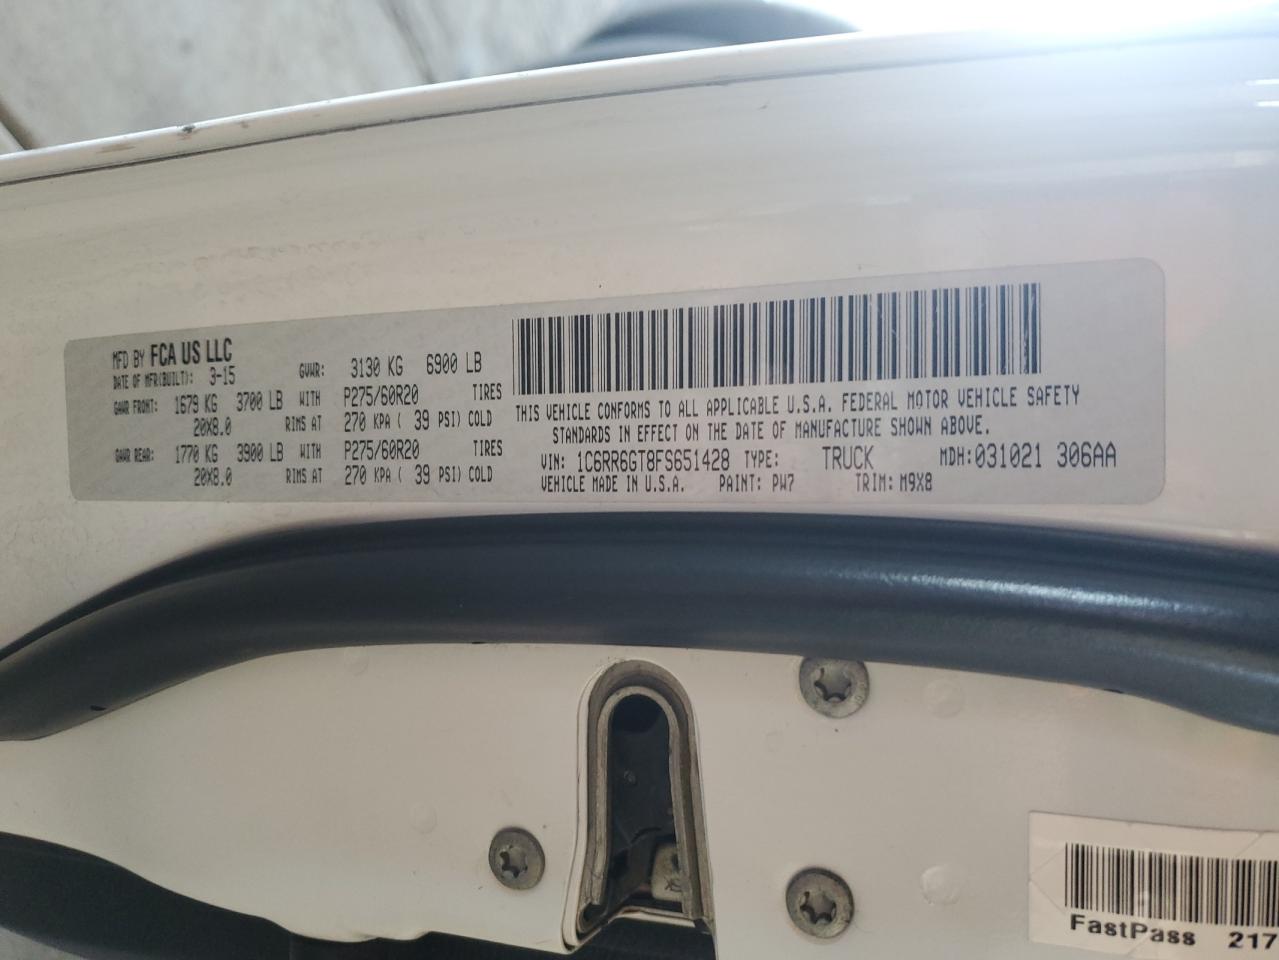 MFD BY FCA US LLC
DATE OF MFR(BUILT): 3-15 GVWR: 3130 KG 6900 LB
GAWR FRONT: 1679 KG 3700 LB WITH P275/60R20 TIRES
20X8.0 RIMS AT 270 KPA ( 39 PSI) COLD
GAWR REAR: 1770 KG 3900 LB WITH P275/60R20 TIRES
20X8.0 RIMS AT 270 KPA ( 39 PSI) COLD
THIS VEHICLE CONFORMS TO ALL APPLICABLE U.S.A. FEDERAL MOTOR VEHICLE SAFETY
STANDARDS IN EFFECT ON THE DATE OF MANUFACTURE SHOWN ABOVE.
VIN: 1C6RR6GT8FS651428 TYPE: TRUCK MDH: 031021 306AA
VEHICLE MADE IN U.S.A. PAINT: PW7 TRIM: M9X8
FastPass 217